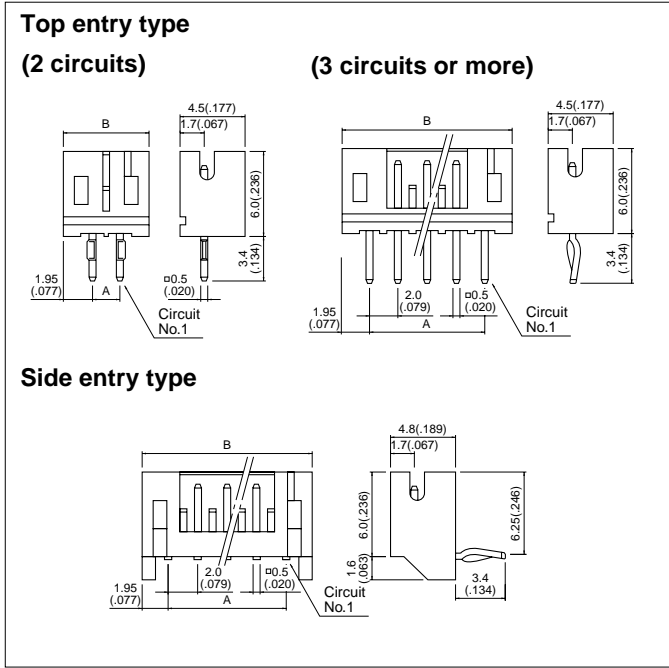 Top entry type
(2 circuits)
(3 circuits or more)
4.5(.177)
1.7(.067)
B
6.0(.236)
3.4
(.134)
1.95
(.077)
A
□0.5
(.020)
Circuit
No.1
4.5(.177)
1.7(.067)
B
6.0(.236)
3.4
(.134)
1.95
(.077)
2.0
(.079)
□0.5
(.020)
A
Circuit
No.1
Side entry type
4.8(.189)
1.7(.067)
B
6.0(.236)
6.25(.246)
1.6
(.063)
3.4
(.134)
1.95
(.077)
2.0
(.079)
□0.5
(.020)
A
Circuit
No.1